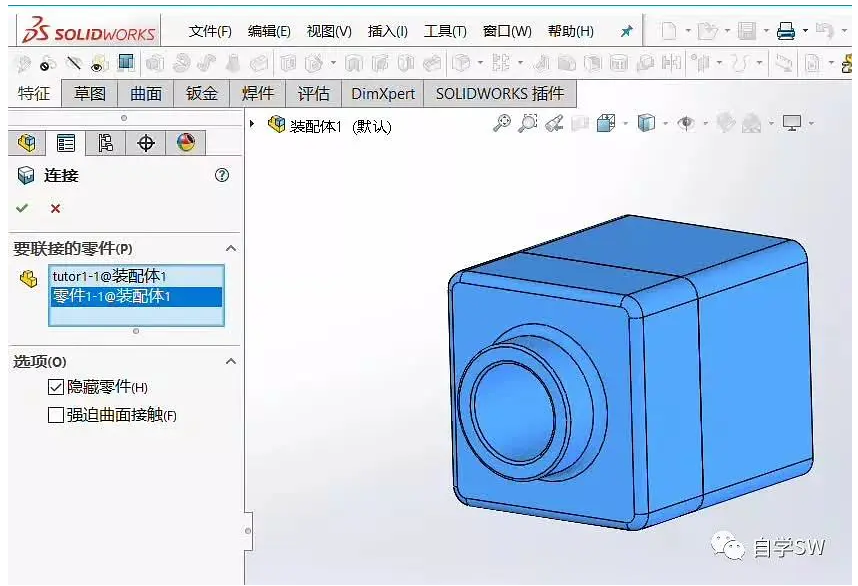 SOLIDWORKS 文件(F) 编辑(E) 视图(V) 插入(I) 工具(T) 窗口(W) 帮助(H)
特征 草图 曲面 钣金 焊件 评估 DimXpert SOLIDWORKS 插件
装配体1 (默认)
连接
要联接的零件(P)
tutor1-1@装配体1
零件1-1@装配体1
选项(O)
隐藏零件(H)
强迫曲面接触(F)
自学SW